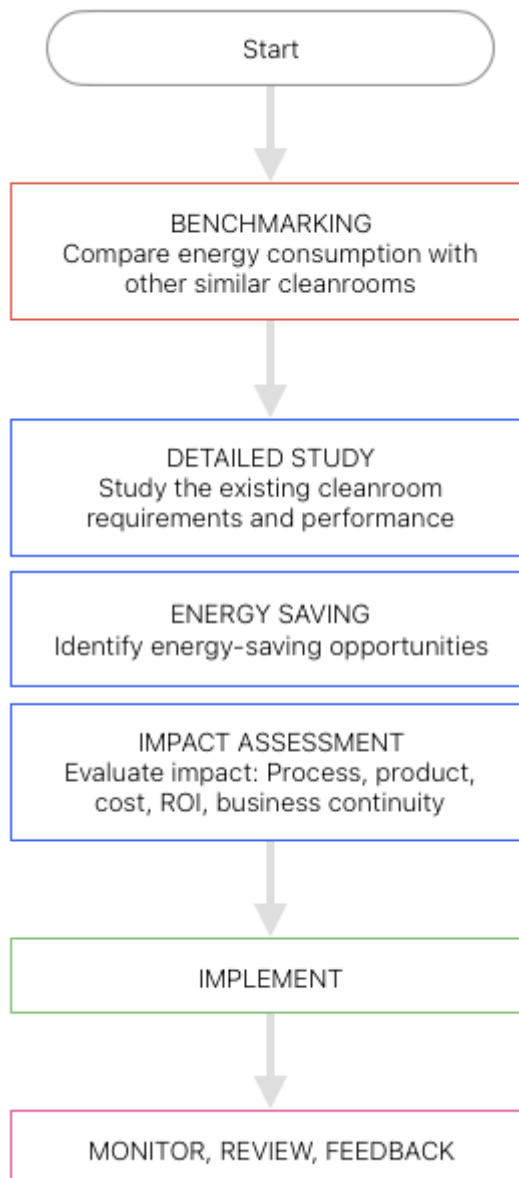 Start
BENCHMARKING
Compare energy consumption with
other similar cleanrooms
DETAILED STUDY
Study the existing cleanroom
requirements and performance
ENERGY SAVING
Identify energy-saving opportunities
IMPACT ASSESSMENT
Evaluate impact: Process, product,
cost, ROI, business continuity
IMPLEMENT
MONITOR, REVIEW, FEEDBACK